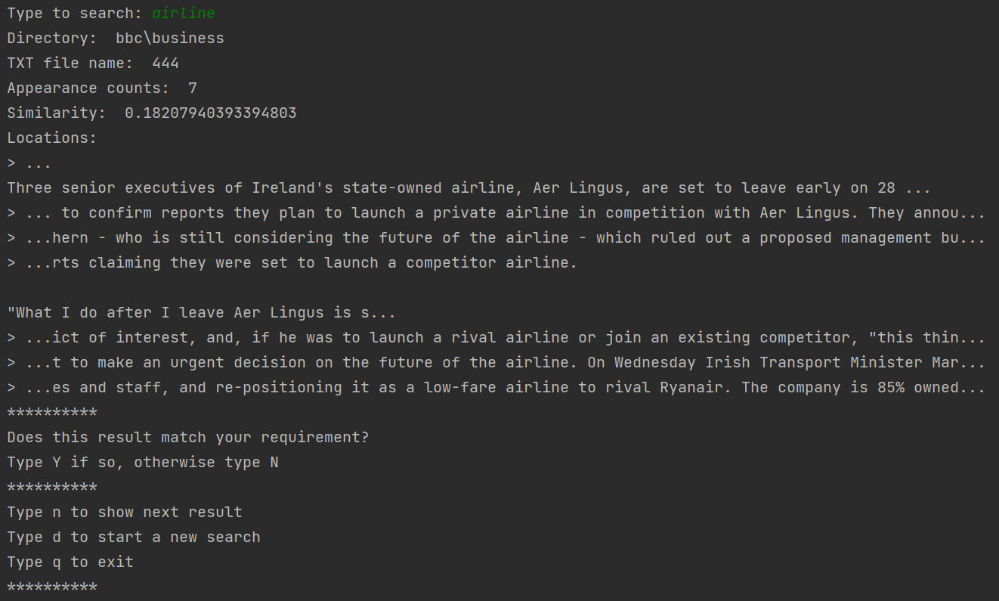 Type to search: airline
Directory:  bbc\business
TXT file name:  444
Appearance counts:  7
Similarity:  0.18207940393394803
Locations:
> ...
Three senior executives of Ireland's state-owned airline, Aer Lingus, are set to leave early on 28 ...
> ... to confirm reports they plan to launch a private airline in competition with Aer Lingus. They annou...
> ...hern - who is still considering the future of the airline - which ruled out a proposed management bu...
> ...rts claiming they were set to launch a competitor airline.

"What I do after I leave Aer Lingus is s...
> ...ict of interest, and, if he was to launch a rival airline or join an existing competitor, "this thin...
> ...t to make an urgent decision on the future of the airline. On Wednesday Irish Transport Minister Mar...
> ...es and staff, and re-positioning it as a low-fare airline to rival Ryanair. The company is 85% owned...
**********
Does this result match your requirement?
Type Y if so, otherwise type N
**********
Type n to show next result
Type d to start a new search
Type q to exit
**********